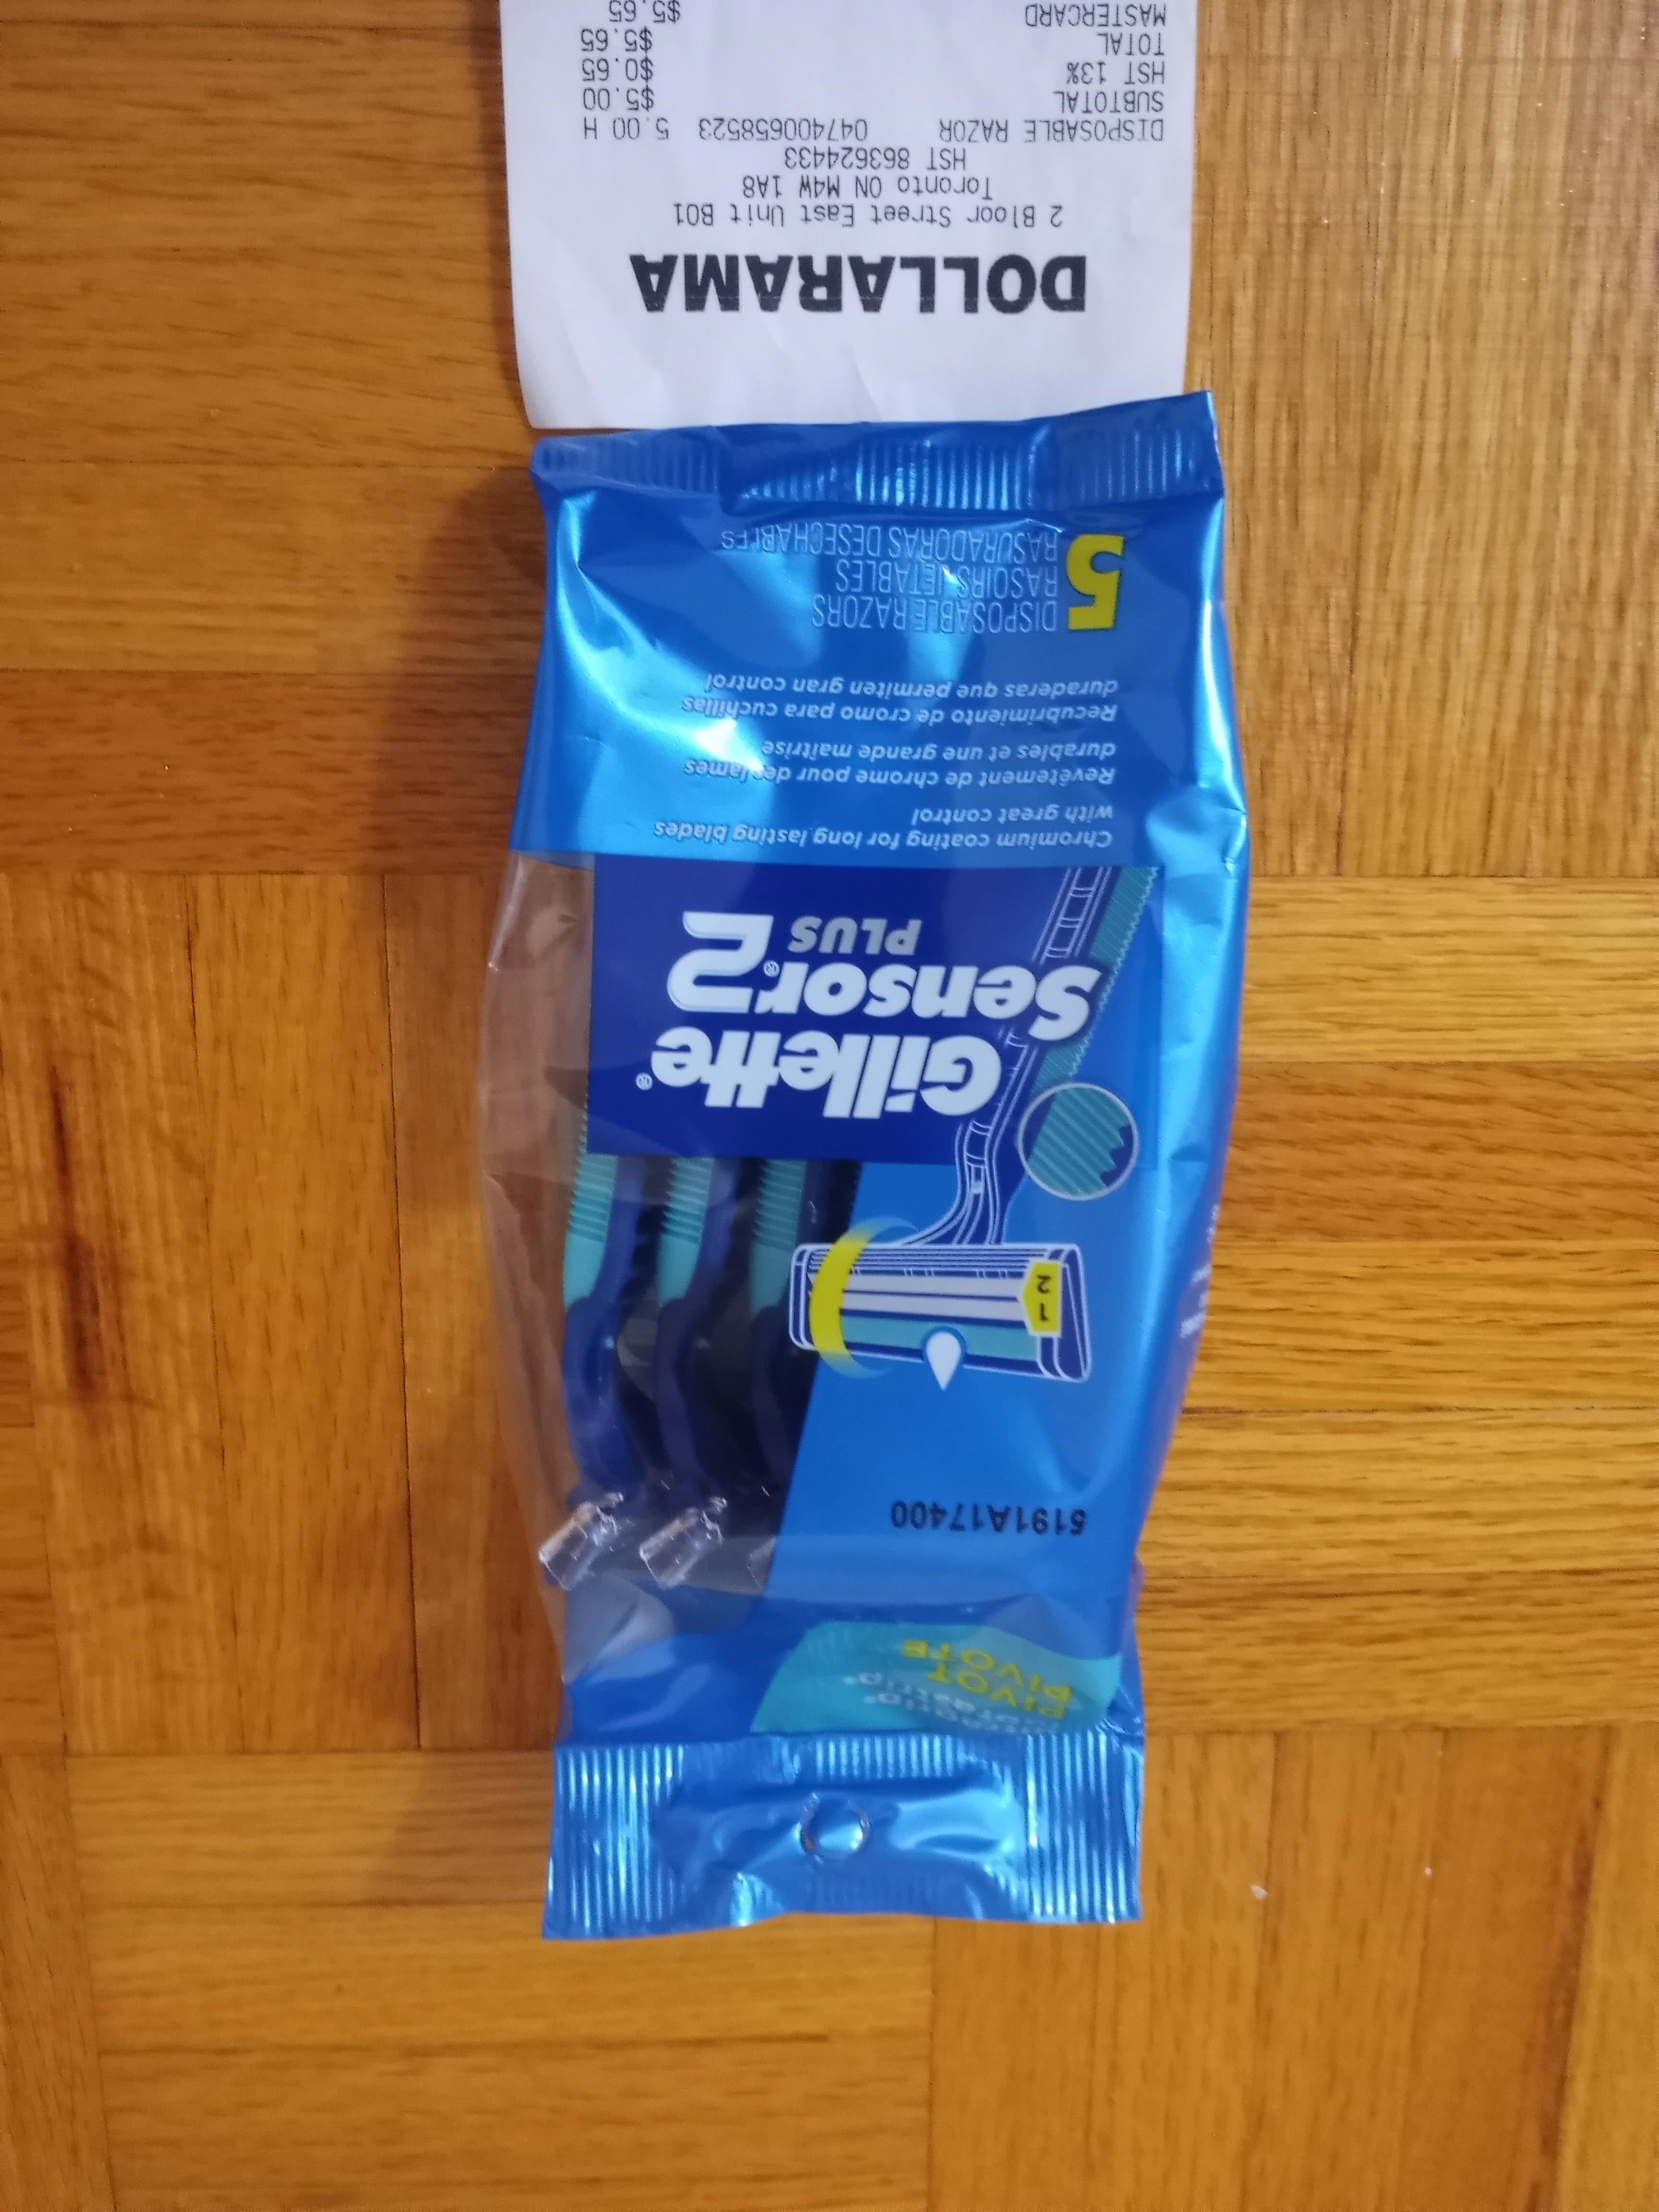 DOLLARAMA
2 Bloor Street East Unit B01
Toronto ON M4W 1A8
HST 863624433
DISPOSABLE RAZOR 047400658523 5.00 H
SUBTOTAL $5.00
HST 13% $0.65
TOTAL $5.65
MASTERCARD $5.65
PIVOT
PIVOTE
5191A17400
1
2
Gillette®
Sensor®2
PLUS
Chromium coating for long lasting blades
with great control
Revêtement de chrome pour des lames
durables et une grande maîtrise
Recubrimiento de cromo para cuchillas
duraderas que permiten gran control
5 DISPOSABLE RAZORS
RASOIRS JETABLES
RASURADORAS DESECHABLES